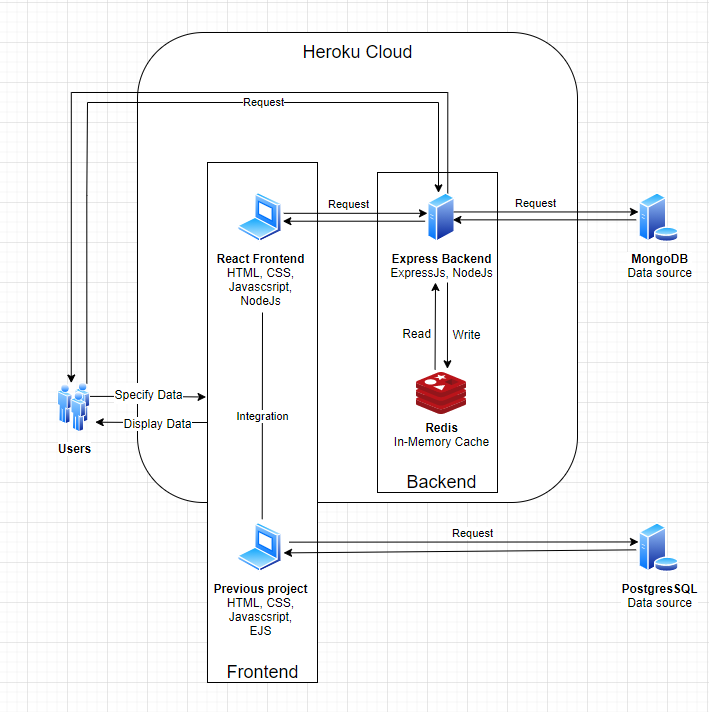 Heroku Cloud
Request
Request
Request
React Frontend
HTML, CSS,
Javascsript,
NodeJs
Express Backend
ExpressJs, NodeJs
MongoDB
Data source
Read
Write
Specify Data
Display Data
Users
Integration
Redis
In-Memory Cache
Backend
Request
Previous project
HTML, CSS,
Javascsript,
EJS
PostgresSQL
Data source
Frontend